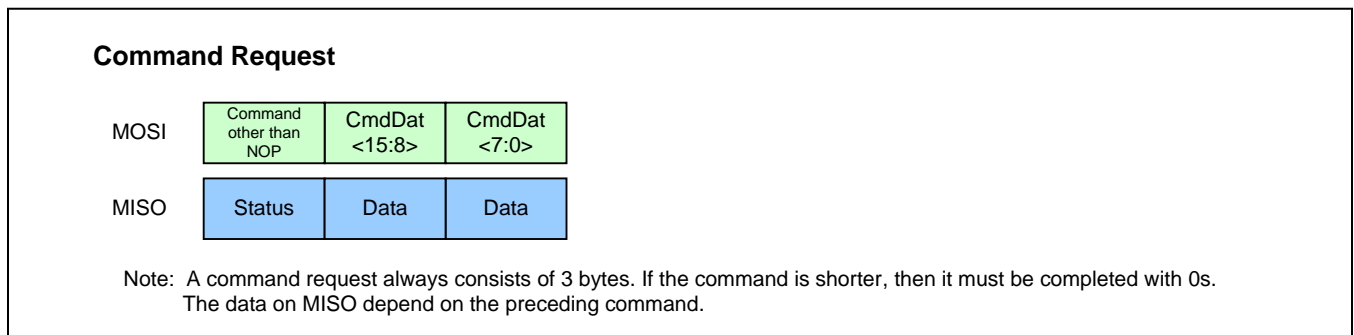 Command Request
MOSI
Command
other than
NOP
CmdDat
<15:8>
CmdDat
<7:0>
MISO
Status
Data
Data
Note: A command request always consists of 3 bytes. If the command is shorter, then it must be completed with 0s.
The data on MISO depend on the preceding command.